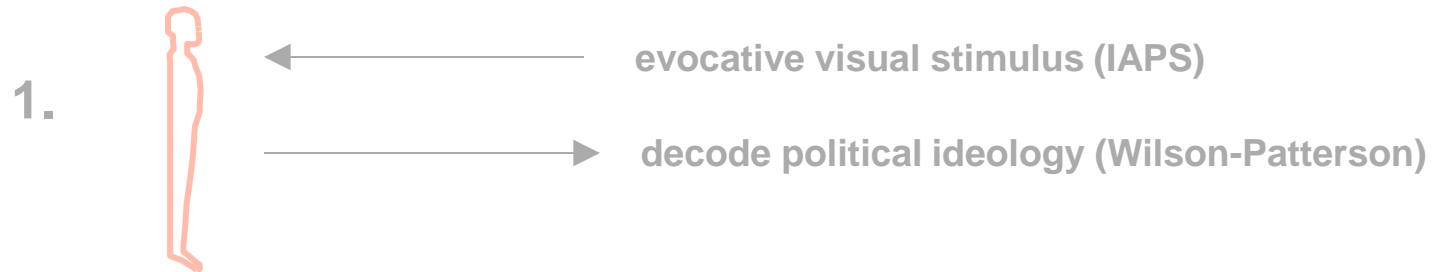 evocative visual stimulus (IAPS)
1.
decode political ideology (Wilson-Patterson)